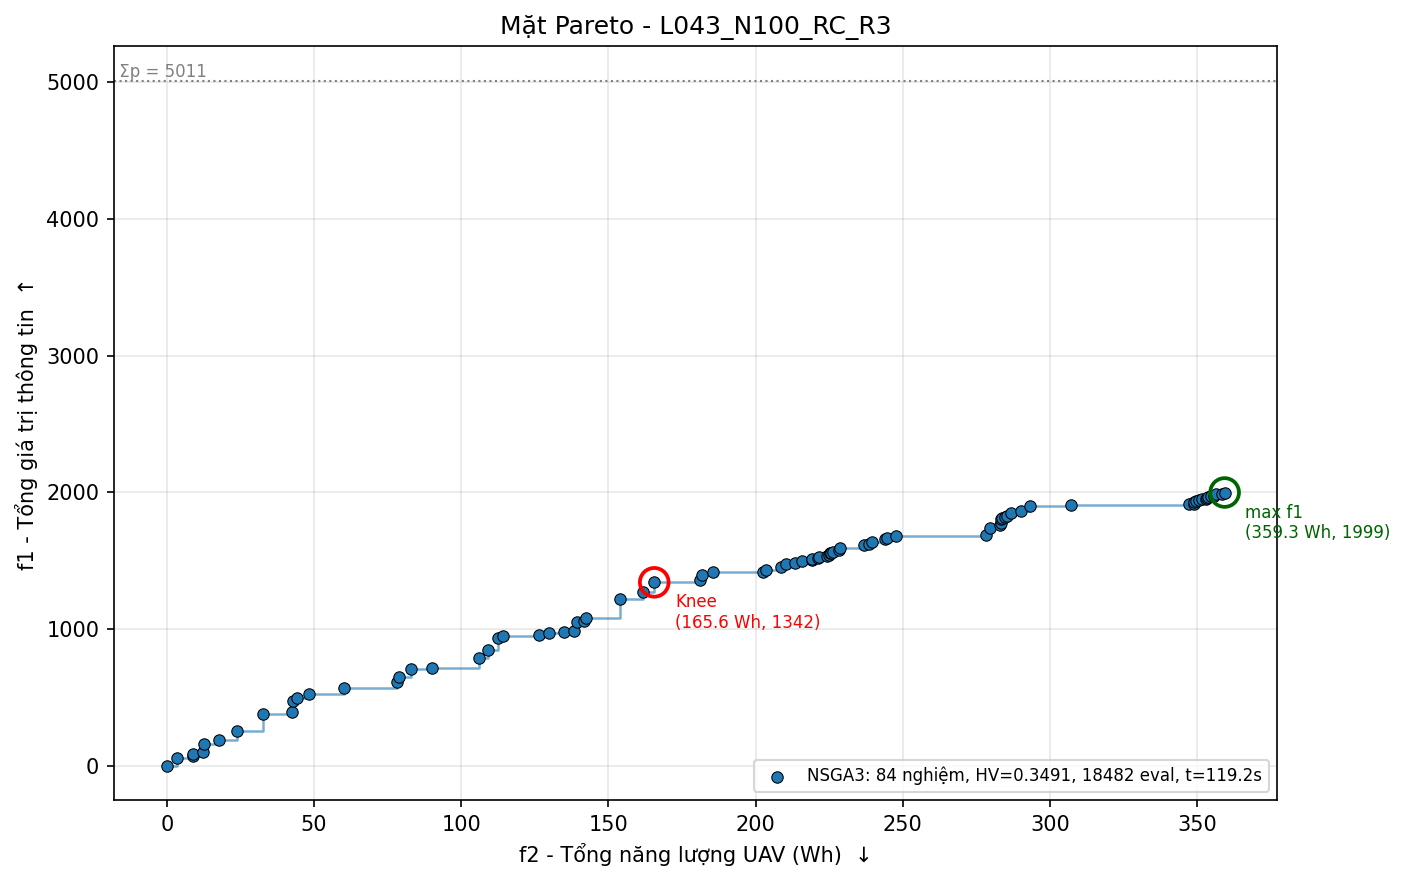 Mặt Pareto - L043_N100_RC_R3
f1 - Tổng giá trị thông tin ↑
5000
4000
3000
2000
1000
0
Σp = 5011
max f1
(359.3 Wh, 1999)
Knee
(165.6 Wh, 1342)
NSGA3: 84 nghiệm, HV=0.3491, 18482 eval, t=119.2s
0 50 100 150 200 250 300 350
f2 - Tổng năng lượng UAV (Wh) ↓